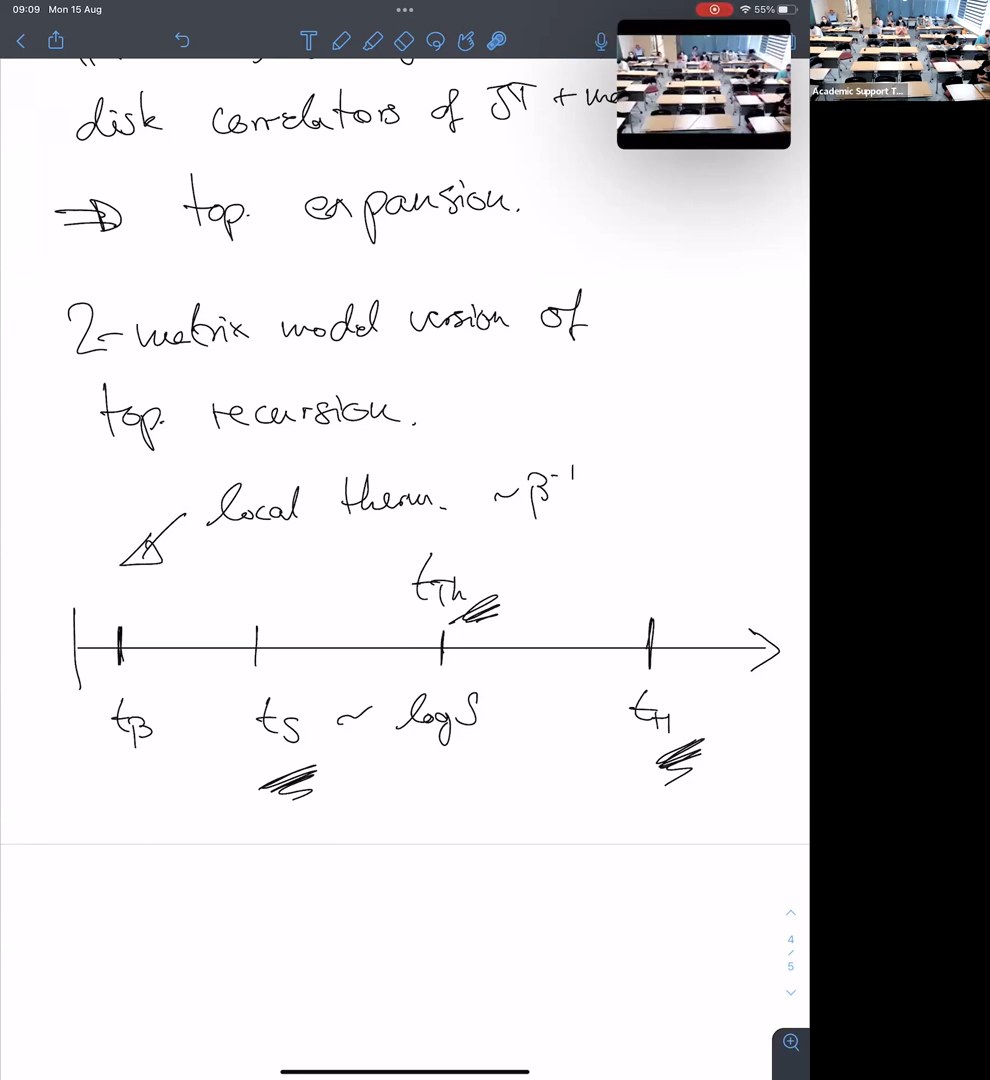 09:09 Mon 15 Aug
55%
Academic Support T...
disk correlators of JT +
⇒ top. expansion.
2-matrix model version of
top. recursion.
local therm. ~ β⁻¹
t_Th
t_β t_S ~ log S t_H
4
/
5